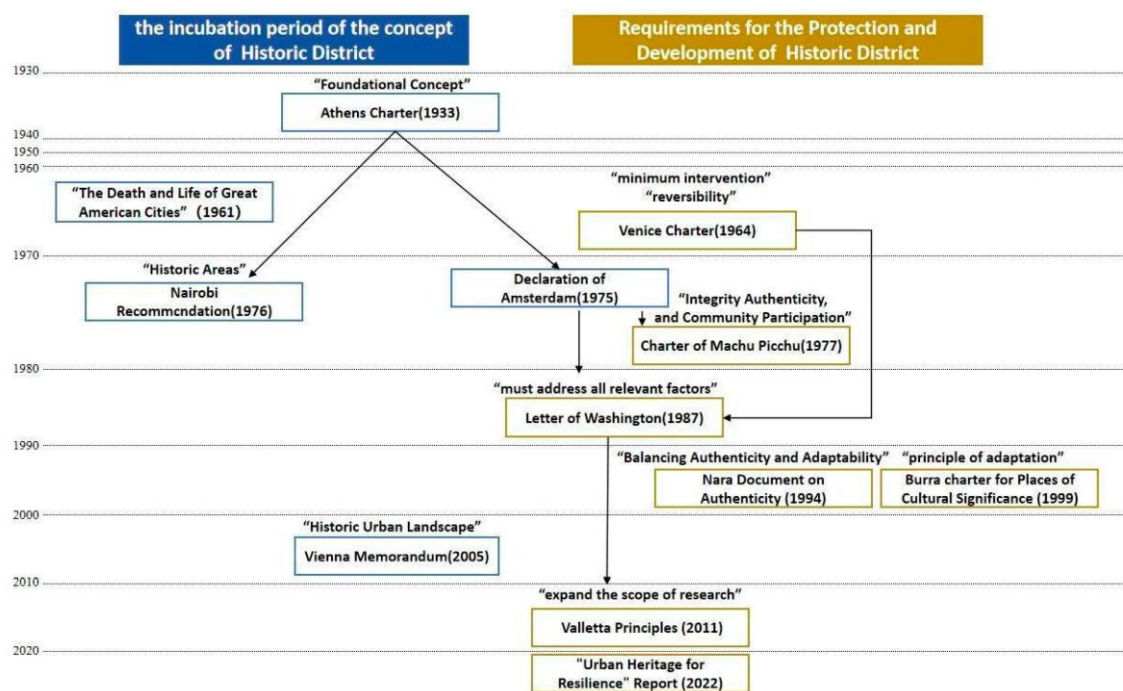 the incubation period of the concept
of Historic District
Requirements for the Protection and
Development of Historic District
1930
“Foundational Concept”
Athens Charter(1933)
1940
1950
1960
“The Death and Life of Great
American Cities” (1961)
“minimum intervention”
“reversibility”
Venice Charter(1964)
1970
“Historic Areas”
Nairobi
Recommcndation(1976)
Declaration of
Amsterdam(1975)
“Integrity Authenticity,
and Community Participation”
Charter of Machu Picchu(1977)
1980
“must address all relevant factors”
Letter of Washington(1987)
1990
“Balancing Authenticity and Adaptability”
Nara Document on
Authenticity (1994)
“principle of adaptation”
Burra charter for Places of
Cultural Significance (1999)
2000
“Historic Urban Landscape”
Vienna Memorandum(2005)
2010
“expand the scope of research”
Valletta Principles (2011)
2020
"Urban Heritage for
Resilience" Report (2022)